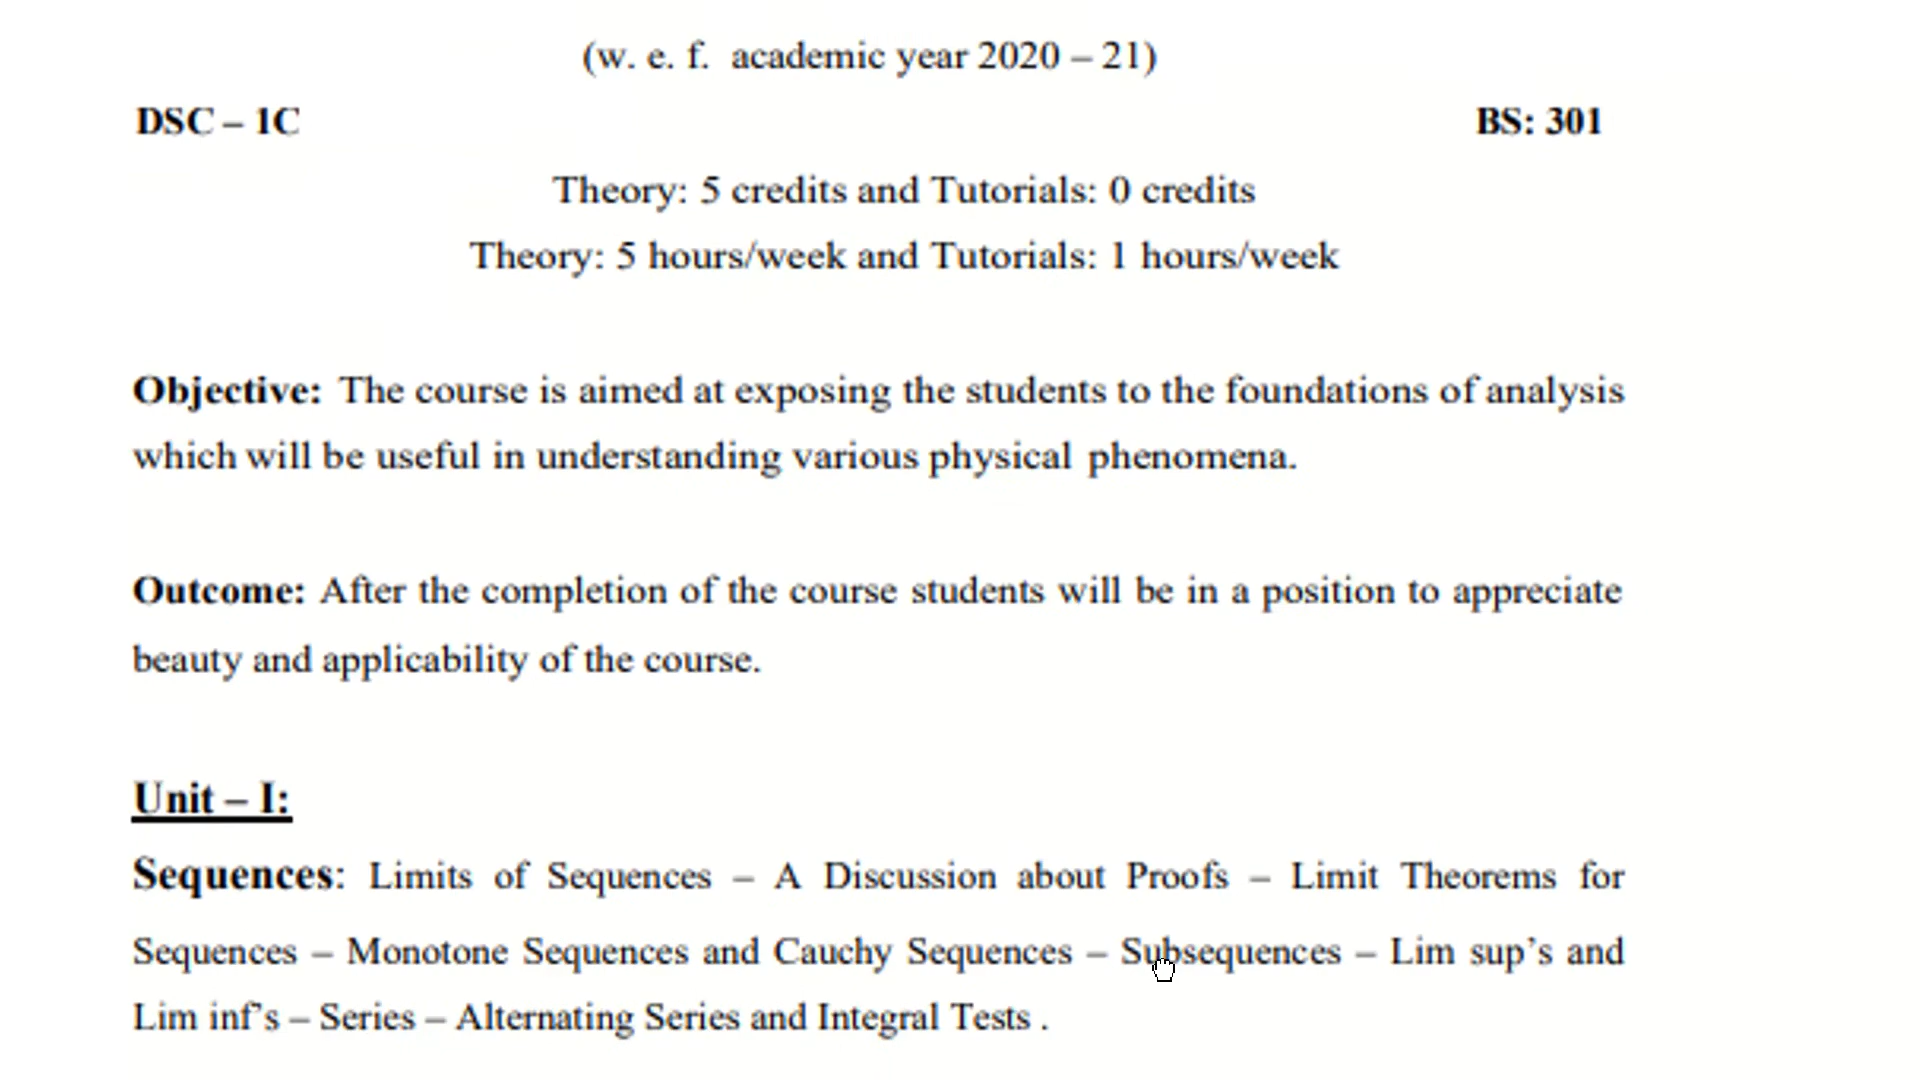 (w. e. f. academic year 2020 – 21)
DSC – 1C BS: 301
Theory: 5 credits and Tutorials: 0 credits
Theory: 5 hours/week and Tutorials: 1 hours/week
Objective: The course is aimed at exposing the students to the foundations of analysis
which will be useful in understanding various physical phenomena.
Outcome: After the completion of the course students will be in a position to appreciate
beauty and applicability of the course.
Unit – I:
Sequences: Limits of Sequences – A Discussion about Proofs – Limit Theorems for
Sequences – Monotone Sequences and Cauchy Sequences – Subsequences – Lim sup’s and
Lim inf’s – Series – Alternating Series and Integral Tests .